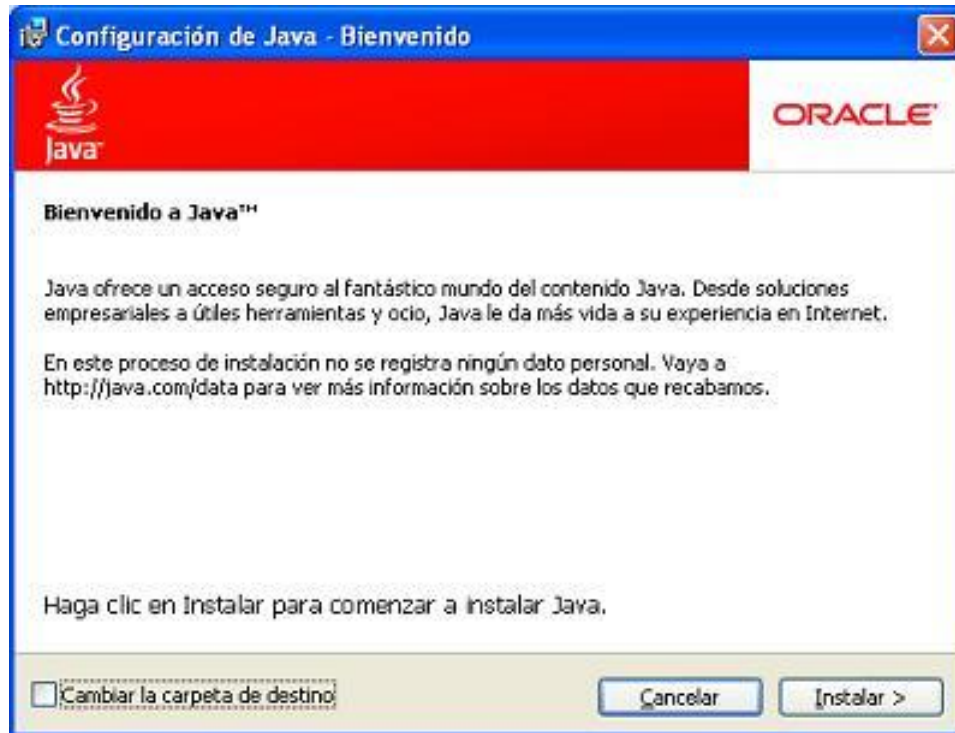 Configuración de Java - Bienvenido
Java™
ORACLE®
Bienvenido a Java™
Java ofrece un acceso seguro al fantástico mundo del contenido Java. Desde soluciones
empresariales a útiles herramientas y ocio, Java le da más vida a su experiencia en Internet.
En este proceso de instalación no se registra ningún dato personal. Vaya a
http://java.com/data para ver más información sobre los datos que recabamos.
Haga clic en Instalar para comenzar a instalar Java.
Cambiar la carpeta de destino
Cancelar
Instalar >